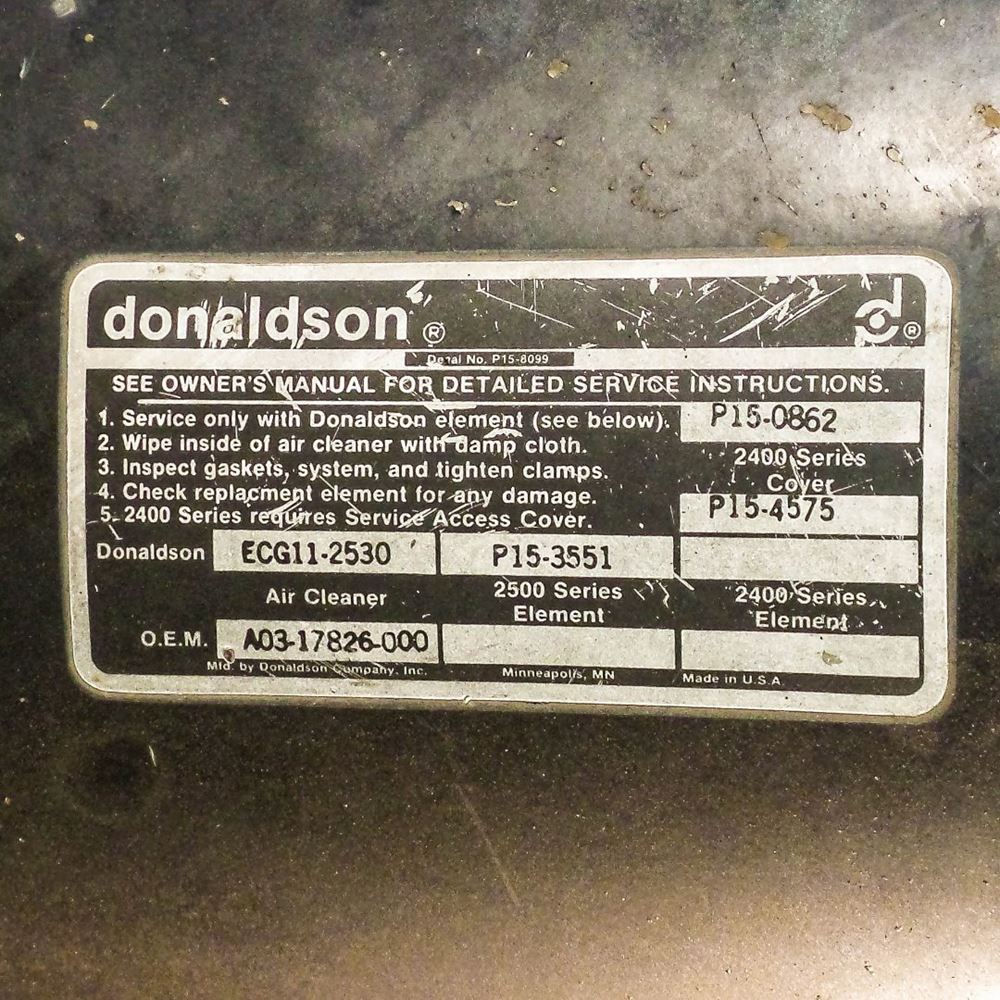 donaldson ® d ®
Decal No. P15-8099
SEE OWNER'S MANUAL FOR DETAILED SERVICE INSTRUCTIONS.
1. Service only with Donaldson element (see below). P15-0862
2. Wipe inside of air cleaner with damp cloth.
3. Inspect gaskets, system, and tighten clamps.
4. Check replacment element for any damage.
5. 2400 Series requires Service Access Cover.
2400 Series
Cover
P15-4575
Donaldson ECG11-2530 P15-3551
Air Cleaner 2500 Series 2400 Series
Element Element
O.E.M. A03-17826-000
Mfd. by Donaldson Company, Inc. Minneapolis, MN Made in U.S.A.